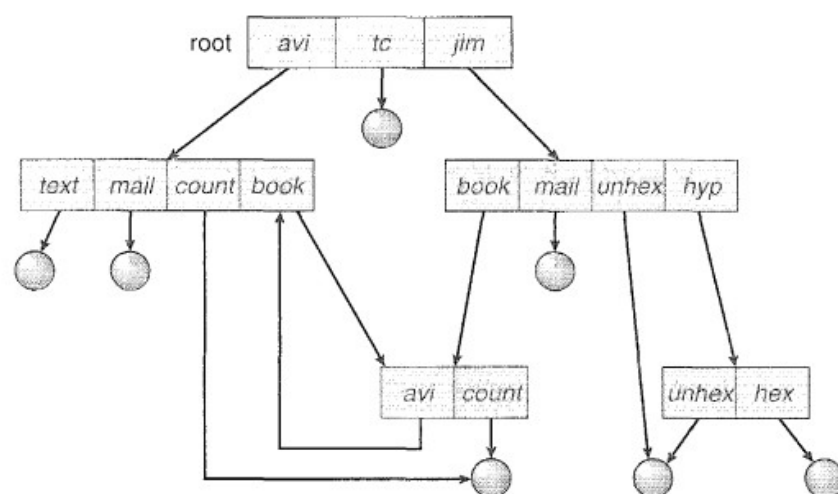 root avi tc jim
text mail count book book mail unhex hyp
avi count unhex hex